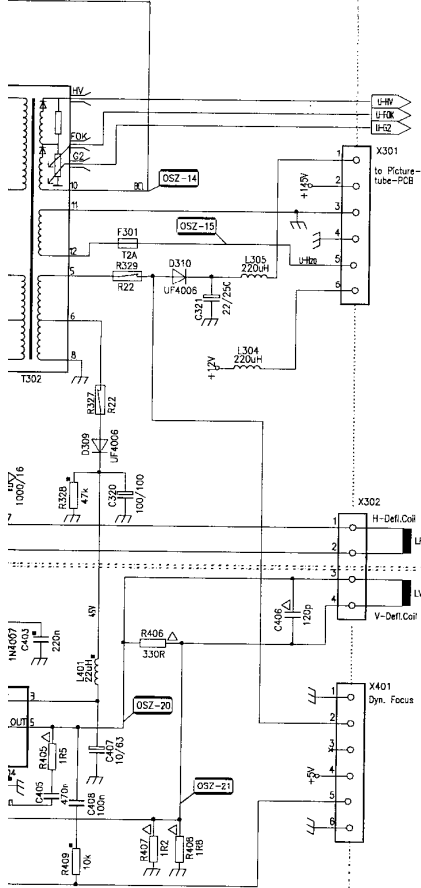 HV
U-HV
FOK
U-FOK
G2
U-G2
X301
to Picture-
tube-PCB
1
+145V
2
3
4
5
6
OSZ-14
10
11
OSZ-15
F301
T2A
12
5
R329
R22
D310
UF4006
C321
L305
220uH
U-Hzo
6
L304
220uH
+12V
8
T302
R327
R22
D309
UF4006
1000/16
R328
47k
C320
100/100
X302
1
H-Defl.Coil
2
3
4
V-Defl.Coil
C406
120p
R406
330R
1N4007
C403
220n
L401
22uH
X401
Dyn. Focus
1
2
3
+5V
4
5
6
3
OUT
5
OSZ-20
C407
10/63
R405
1R5
C405
470n
C408
100n
OSZ-21
R407
1R2
R408
1R8
R409
10k